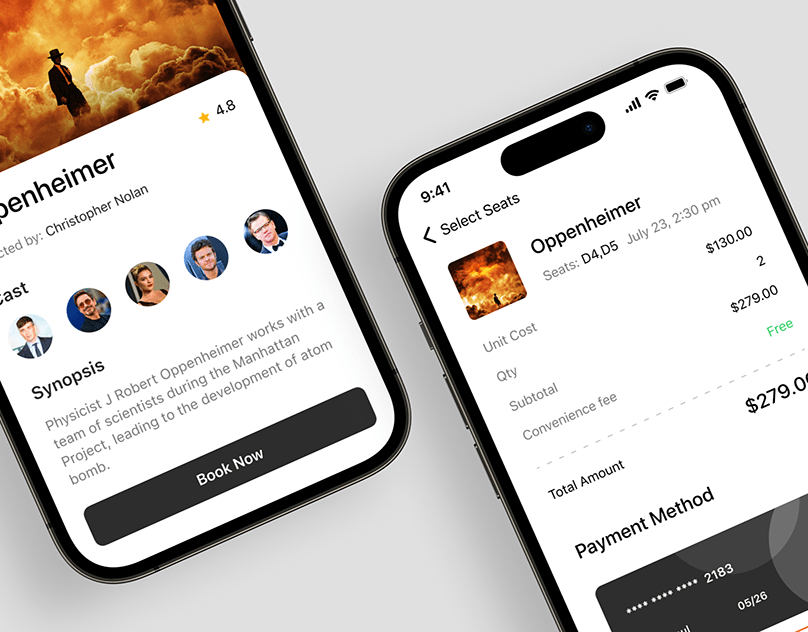 4.8
penheimer
cted by: Christopher Nolan
Cast
Synopsis
Physicist J Robert Oppenheimer works with a
team of scientists during the Manhattan
Project, leading to the development of atom
bomb.
Book Now
9:41
Select Seats
Oppenheimer
Seats: D4,D5 July 23, 2:30 pm
Unit Cost $130.00
Qty 2
Subtotal $279.00
Convenience fee Free
Total Amount $279.00
Payment Method
**** **** **** 2183
05/26